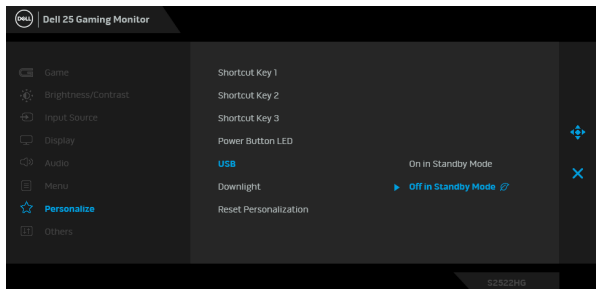 DELL Dell 25 Gaming Monitor
Game
Shortcut Key 1
Brightness/Contrast
Shortcut Key 2
Input Source
Shortcut Key 3
Display
Power Button LED
Audio
USB
On in Standby Mode
Menu
Downlight
Off in Standby Mode
Personalize
Reset Personalization
Others
S2522HG